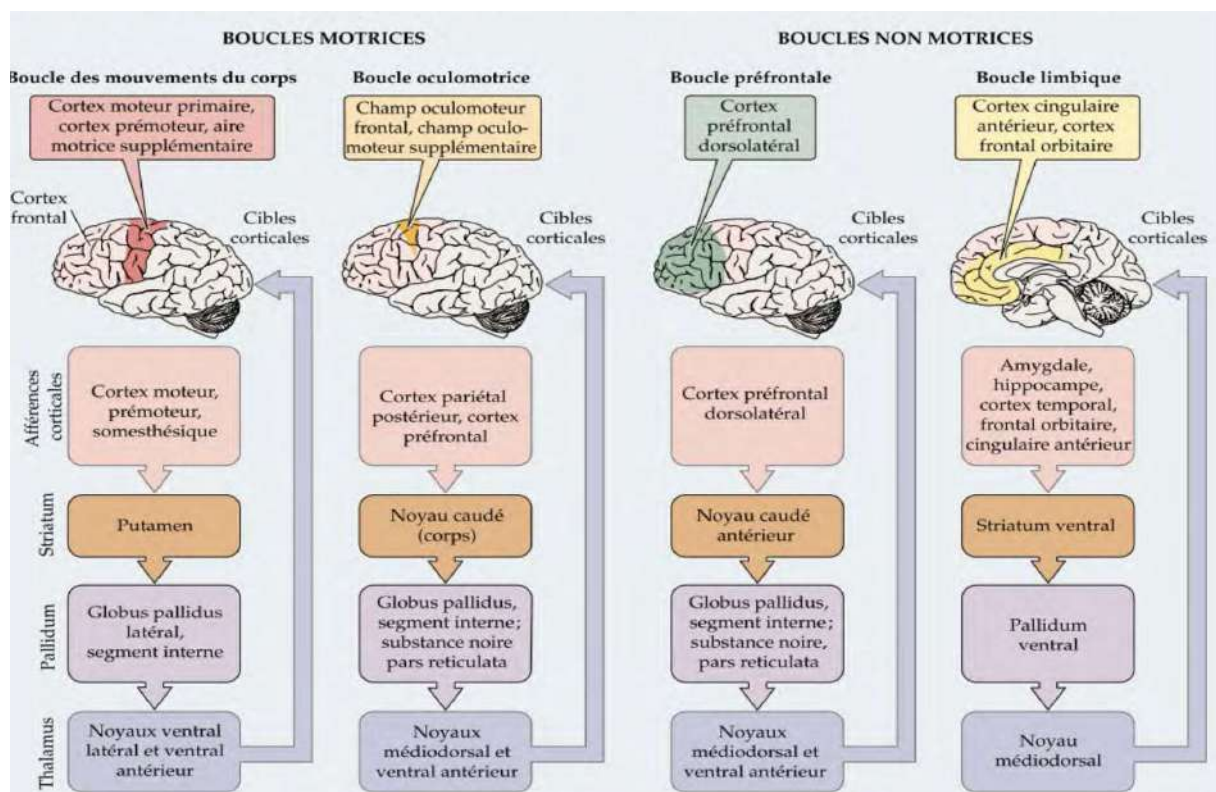 BOUCLES MOTRICES
BOUCLES NON MOTRICES
Boucle des mouvements du corps
Boucle oculomotrice
Boucle préfrontale
Boucle limbique
Cortex moteur primaire,
cortex prémoteur, aire
motrice supplémentaire
Champ oculomoteur
frontal, champ oculo-
moteur supplémentaire
Cortex
préfrontal
dorsolatéral
Cortex cingulaire
antérieur, cortex
frontal orbitaire
Cortex
frontal
Cibles
corticales
Cibles
corticales
Cibles
corticales
Cibles
corticales
Afférences
corticales
Cortex moteur,
prémoteur,
somesthésique
Cortex pariétal
postérieur, cortex
préfrontal
Cortex préfrontal
dorsolatéral
Amygdale,
hippocampe,
cortex temporal,
frontal orbitaire,
cingulaire antérieur
Striatum
Putamen
Noyau caudé
(corps)
Noyau caudé
antérieur
Striatum ventral
Pallidum
Globus pallidus
latéral,
segment interne
Globus pallidus,
segment interne;
substance noire
pars reticulata
Globus pallidus,
segment interne;
substance noire,
pars reticulata
Pallidum
ventral
Thalamus
Noyaux ventral
latéral et ventral
antérieur
Noyaux
médiodorsal et
ventral antérieur
Noyaux
médiodorsal et
ventral antérieur
Noyau
médiodorsal